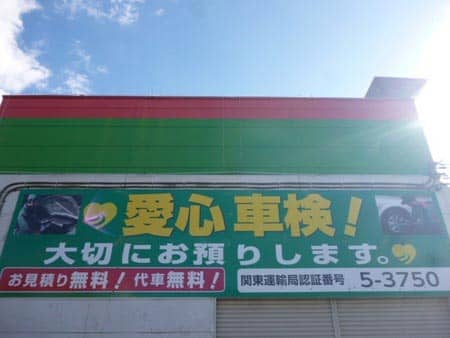 愛心車検！
大切にお預りします。
お見積り無料！代車無料！
関東運輸局認証番号 5-3750